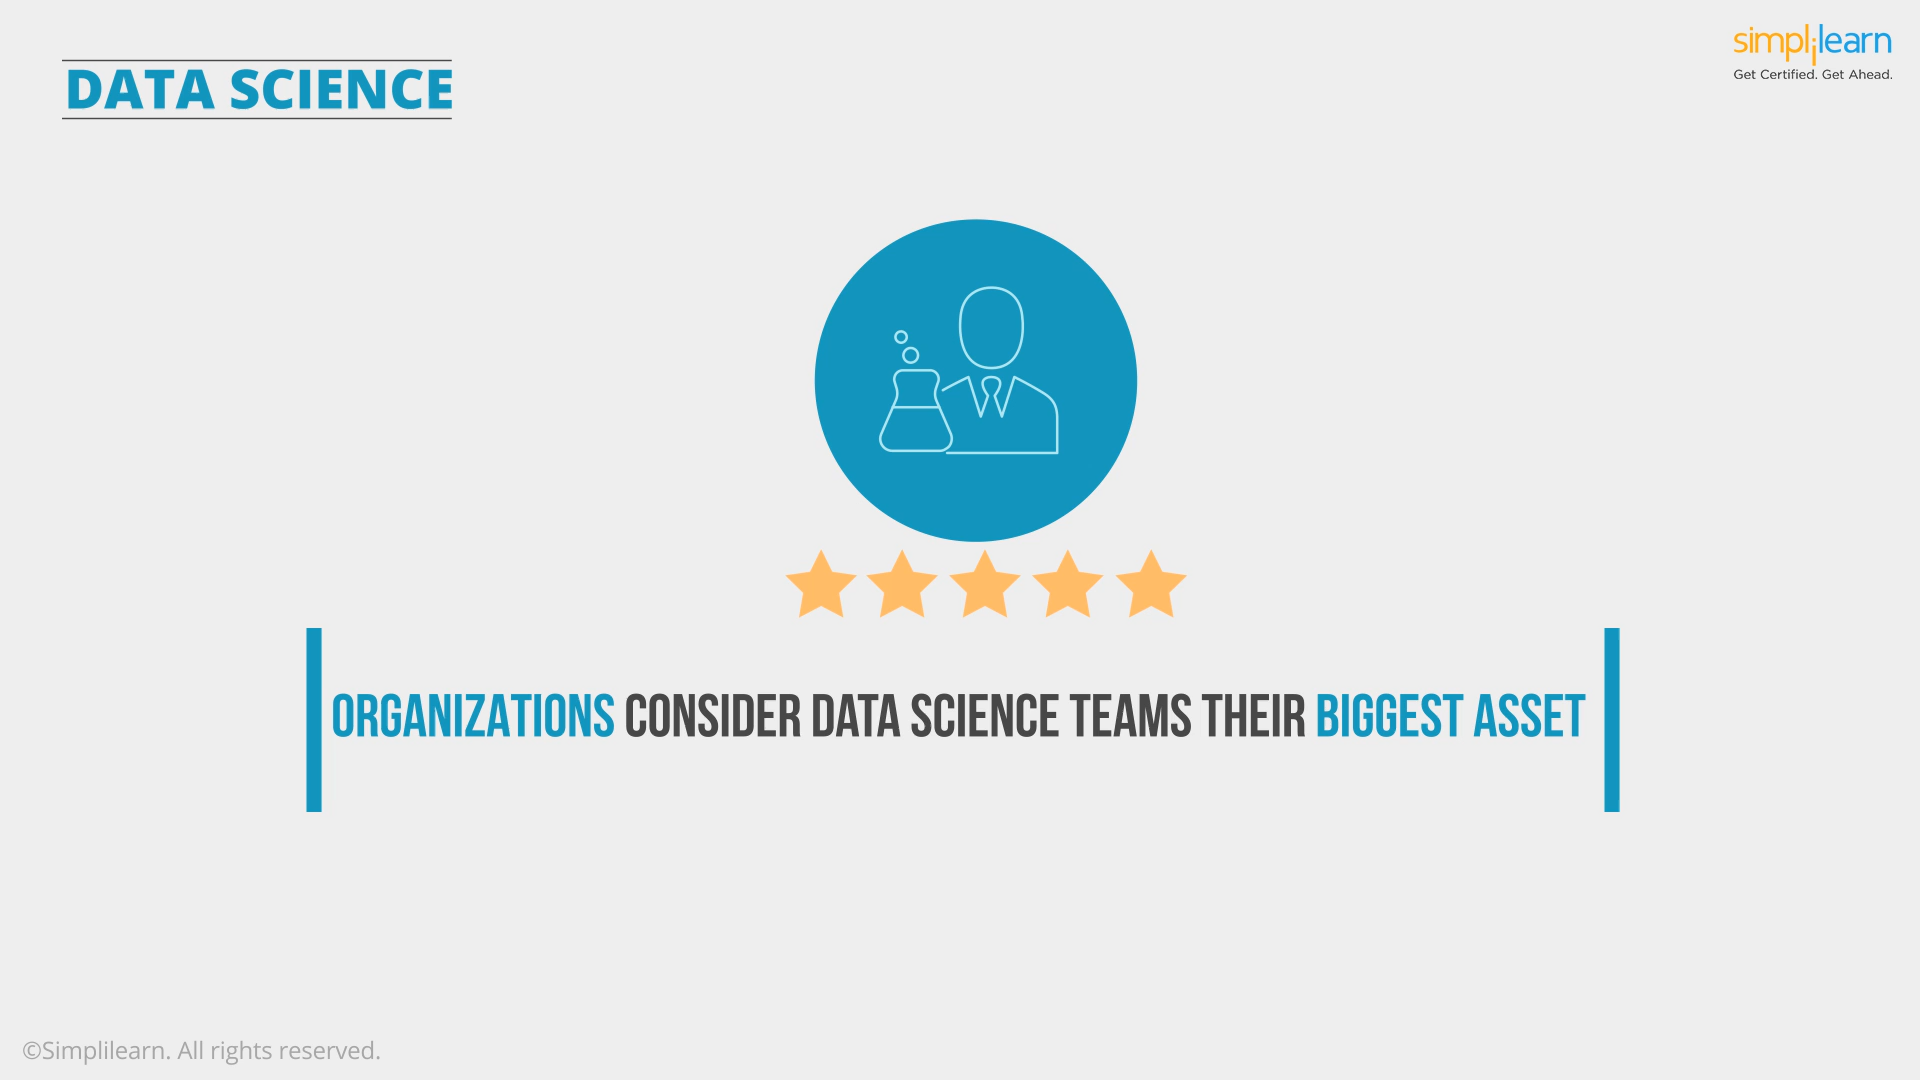 DATA SCIENCE
simplilearn
Get Certified. Get Ahead.
ORGANIZATIONS CONSIDER DATA SCIENCE TEAMS THEIR BIGGEST ASSET
©Simplilearn. All rights reserved.